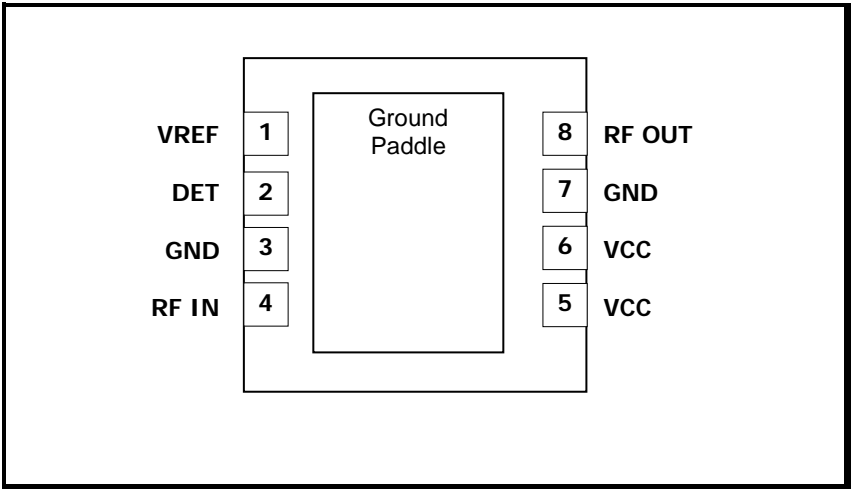 Ground
Paddle
VREF 1
8 RF OUT
DET 2
7 GND
GND 3
6 VCC
RF IN 4
5 VCC